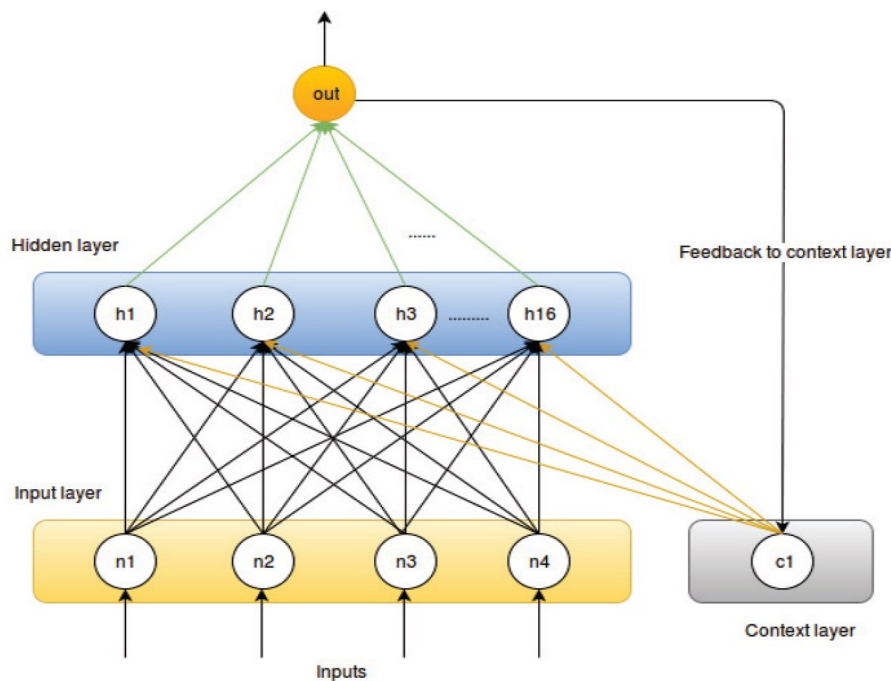 out
Hidden layer
......
Feedback to context layer
h1 h2 h3 ......... h16
Input layer
n1 n2 n3 n4 c1
Context layer
Inputs